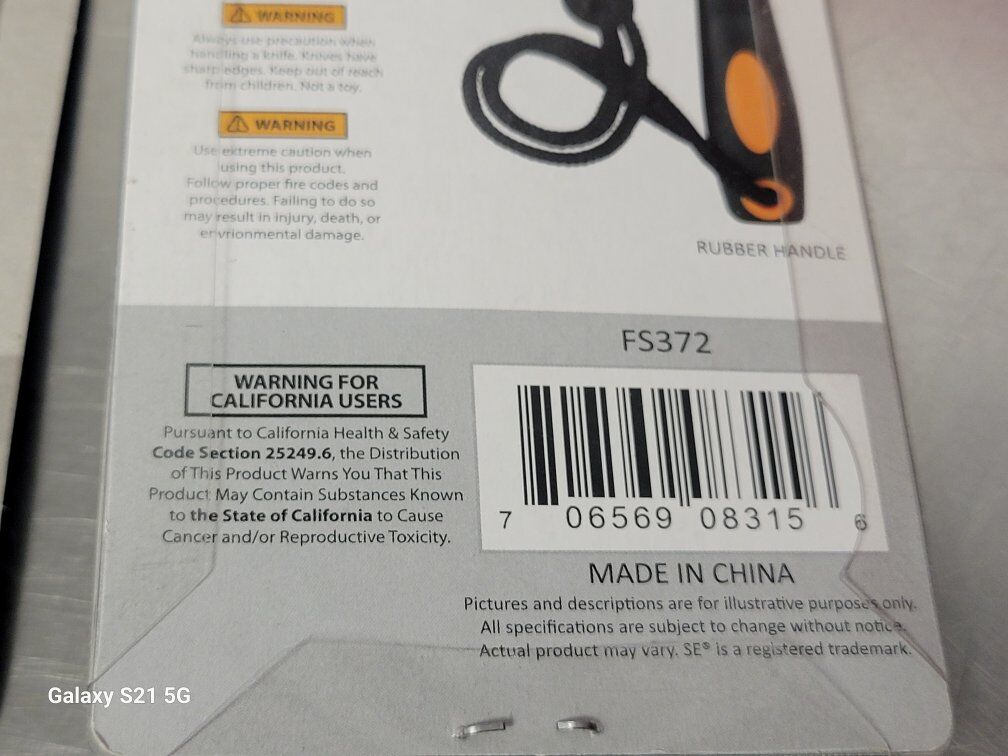 WARNING
Always use precaution when
handling a knife. Knives have
sharp edges. Keep out of reach
from children. Not a toy.
WARNING
Use extreme caution when
using this product.
Follow proper fire codes and
procedures. Failing to do so
may result in injury, death, or
envrionmental damage.
RUBBER HANDLE
FS372
WARNING FOR
CALIFORNIA USERS
Pursuant to California Health & Safety
Code Section 25249.6, the Distribution
of This Product Warns You That This
Product May Contain Substances Known
to the State of California to Cause
Cancer and/or Reproductive Toxicity.
7 06569 08315 6
MADE IN CHINA
Pictures and descriptions are for illustrative purposes only.
All specifications are subject to change without notice.
Actual product may vary. SE® is a registered trademark.
Galaxy S21 5G